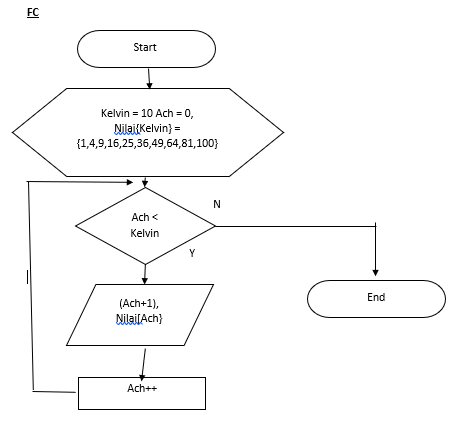 FC
Start
Kelvin = 10 Ach = 0,
Nilai{Kelvin} =
{1,4,9,16,25,36,49,64,81,100}
Ach <
Kelvin
N
Y
(Ach+1),
Nilai{Ach}
End
Ach++